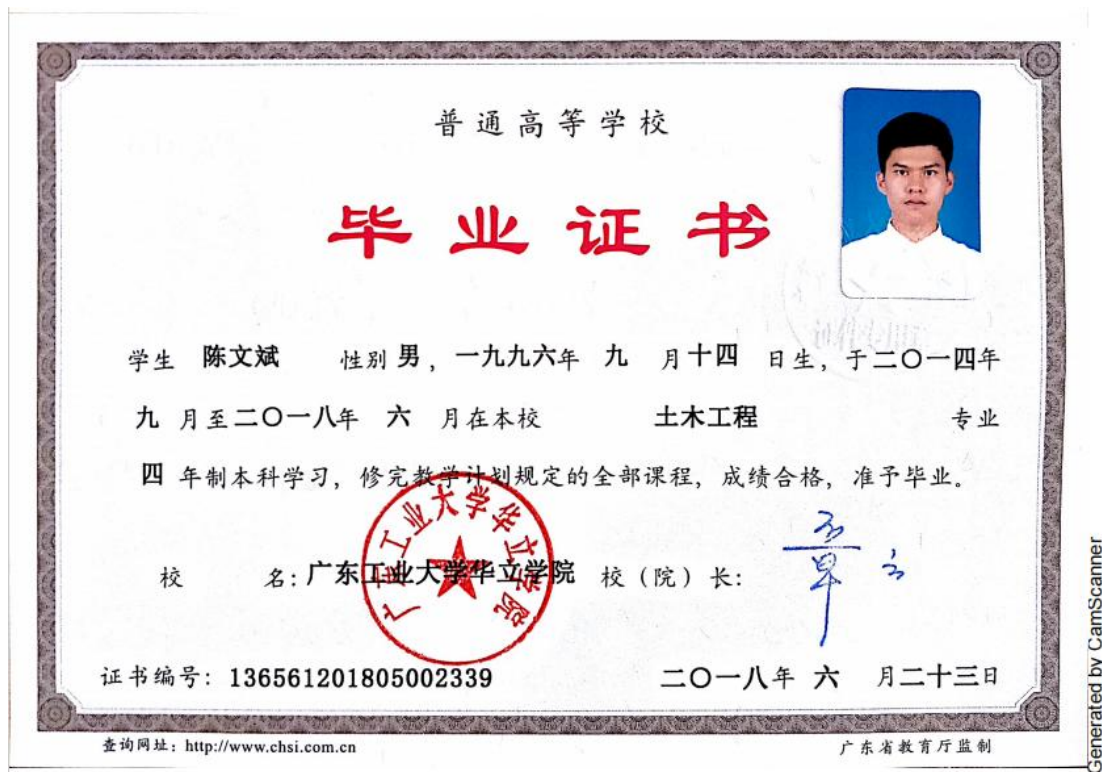 普通高等学校
毕业证书
学生 陈文斌 性别 男，一九九六年 九 月十四 日生，于二〇一四年
九 月至二〇一八年 六 月在本校 土木工程 专业
四 年制本科学习，修完教学计划规定的全部课程，成绩合格，准予毕业。
广东工业大学华立学院
校 名：广东工业大学华立学院 校（院）长：
证书编号：136561201805002339 二〇一八年 六 月二十三日
查询网址：http://www.chsi.com.cn 广东省教育厅监制
Generated by CamScanner